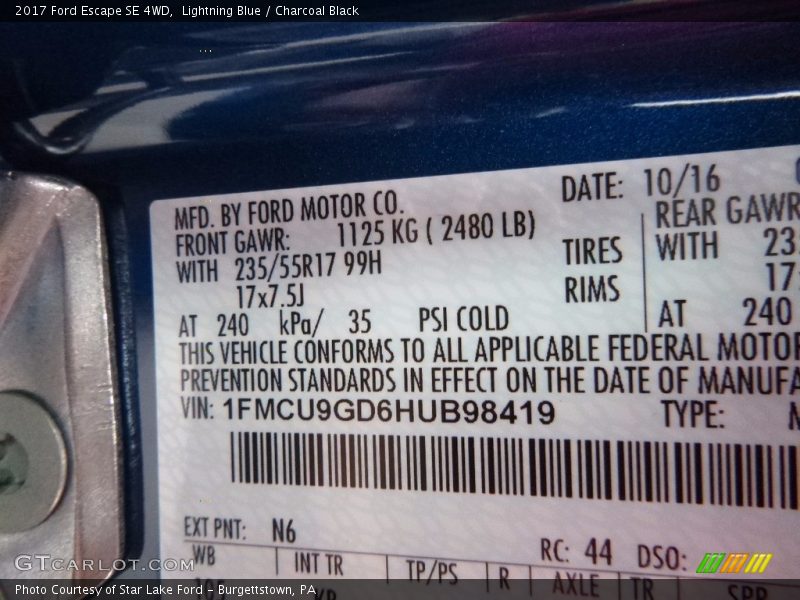 2017 Ford Escape SE 4WD,  Lightning Blue / Charcoal Black
MFD. BY FORD MOTOR CO.
DATE: 10/16
FRONT GAWR: 1125 KG ( 2480 LB)
REAR GAWR
WITH 235/55R17 99H
TIRES
WITH 23
17x7.5J
RIMS
17
AT 240 kPa/ 35 PSI COLD
AT 240
THIS VEHICLE CONFORMS TO ALL APPLICABLE FEDERAL MOTOR
PREVENTION STANDARDS IN EFFECT ON THE DATE OF MANUFA
VIN: 1FMCU9GD6HUB98419
TYPE:
EXT PNT: N6
RC: 44 DSO:
WB INT TR TP/PS R AXLE TR SPR
GTCARLOT.COM
Photo Courtesy of Star Lake Ford - Burgettstown, PA